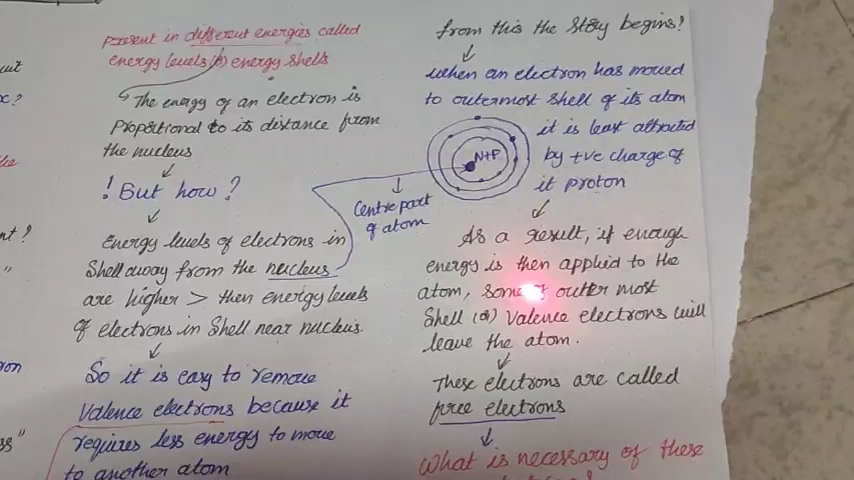 present in different energies called
energy levels (or) energy shells
The energy of an electron is
Propotional to its distance from
the nucleus
! But how ?
Energy levels of electrons in
Shell away from the nucleus
are higher > then energy levels
of electrons in Shell near nucleus.
So it is easy to remove
Valence electrons because it
requires less energy to move
to another atom
from this the Story begins!
when an electron has moved
to outermost shell of its atom
it is least attracted
by +ve charge of
it proton
N+P
Centre part
of atom
As a result, if enough
energy is then applied to the
atom, some outer most
Shell (or) Valence electrons will
leave the atom.
These electrons are called
free electrons
What is necessary of these